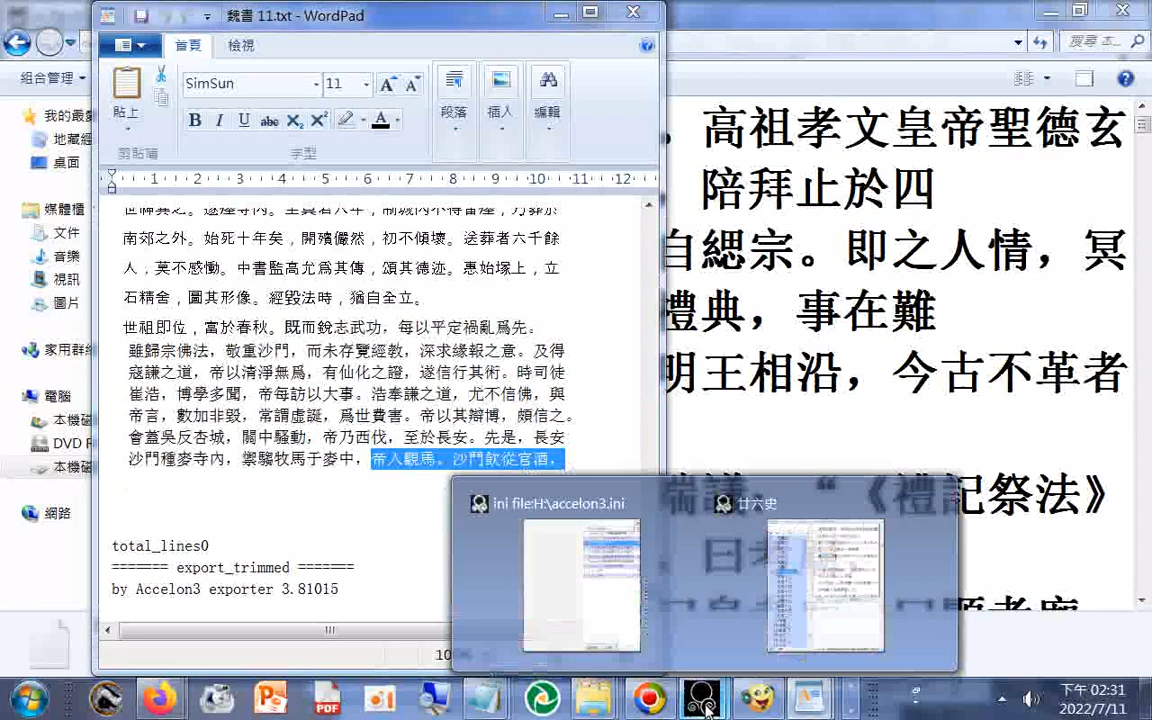 魏書 11.txt - WordPad
首頁
檢視
搜尋 本...
組合管理
SimSun
11
貼上
段落
插入
編輯
剪貼簿
字型
1 2 3 4 5 6 7 8 9 10 11 12
我的最愛
地藏經
桌面
媒體櫃
文件
音樂
視訊
圖片
家用群組
電腦
本機磁
DVD R
本機磁
網路
南郊之外。始死十年矣，開殯儼然，初不傾壞。送葬者六千餘
人，莫不感慟。中書監高允爲其傳，頌其德迹。惠始塚上，立
石精舍，圖其形像。經毀法時，猶自全立。
世祖即位，富於春秋。既而銳志武功，每以平定禍亂爲先。
雖歸宗佛法，敬重沙門，而未存覽經教，深求緣報之意。及得
寇謙之道，帝以清淨無爲，有仙化之證，遂信行其術。時司徒
崔浩，博學多聞，帝每訪以大事。浩奉謙之道，尤不信佛，與
帝言，數加非毀，常謂虛誕，爲世費害。帝以其辯博，頗信之。
會蓋吳反杏城，關中騷動，帝乃西伐，至於長安。先是，長安
沙門種麥寺內，禦騶牧馬于麥中，帝入觀馬。沙門飲從官酒，
total_lines0
======= export_trimmed =======
by Accelon3 exporter 3.81015
，高祖孝文皇帝聖德玄
陪拜止於四
自緦宗。即之人情，冥
禮典，事在難
明王相沿，今古不革者
議：“《禮記祭法》
ini file:H:\accelon3.ini
廿六史
下午 02:31
2022/7/11